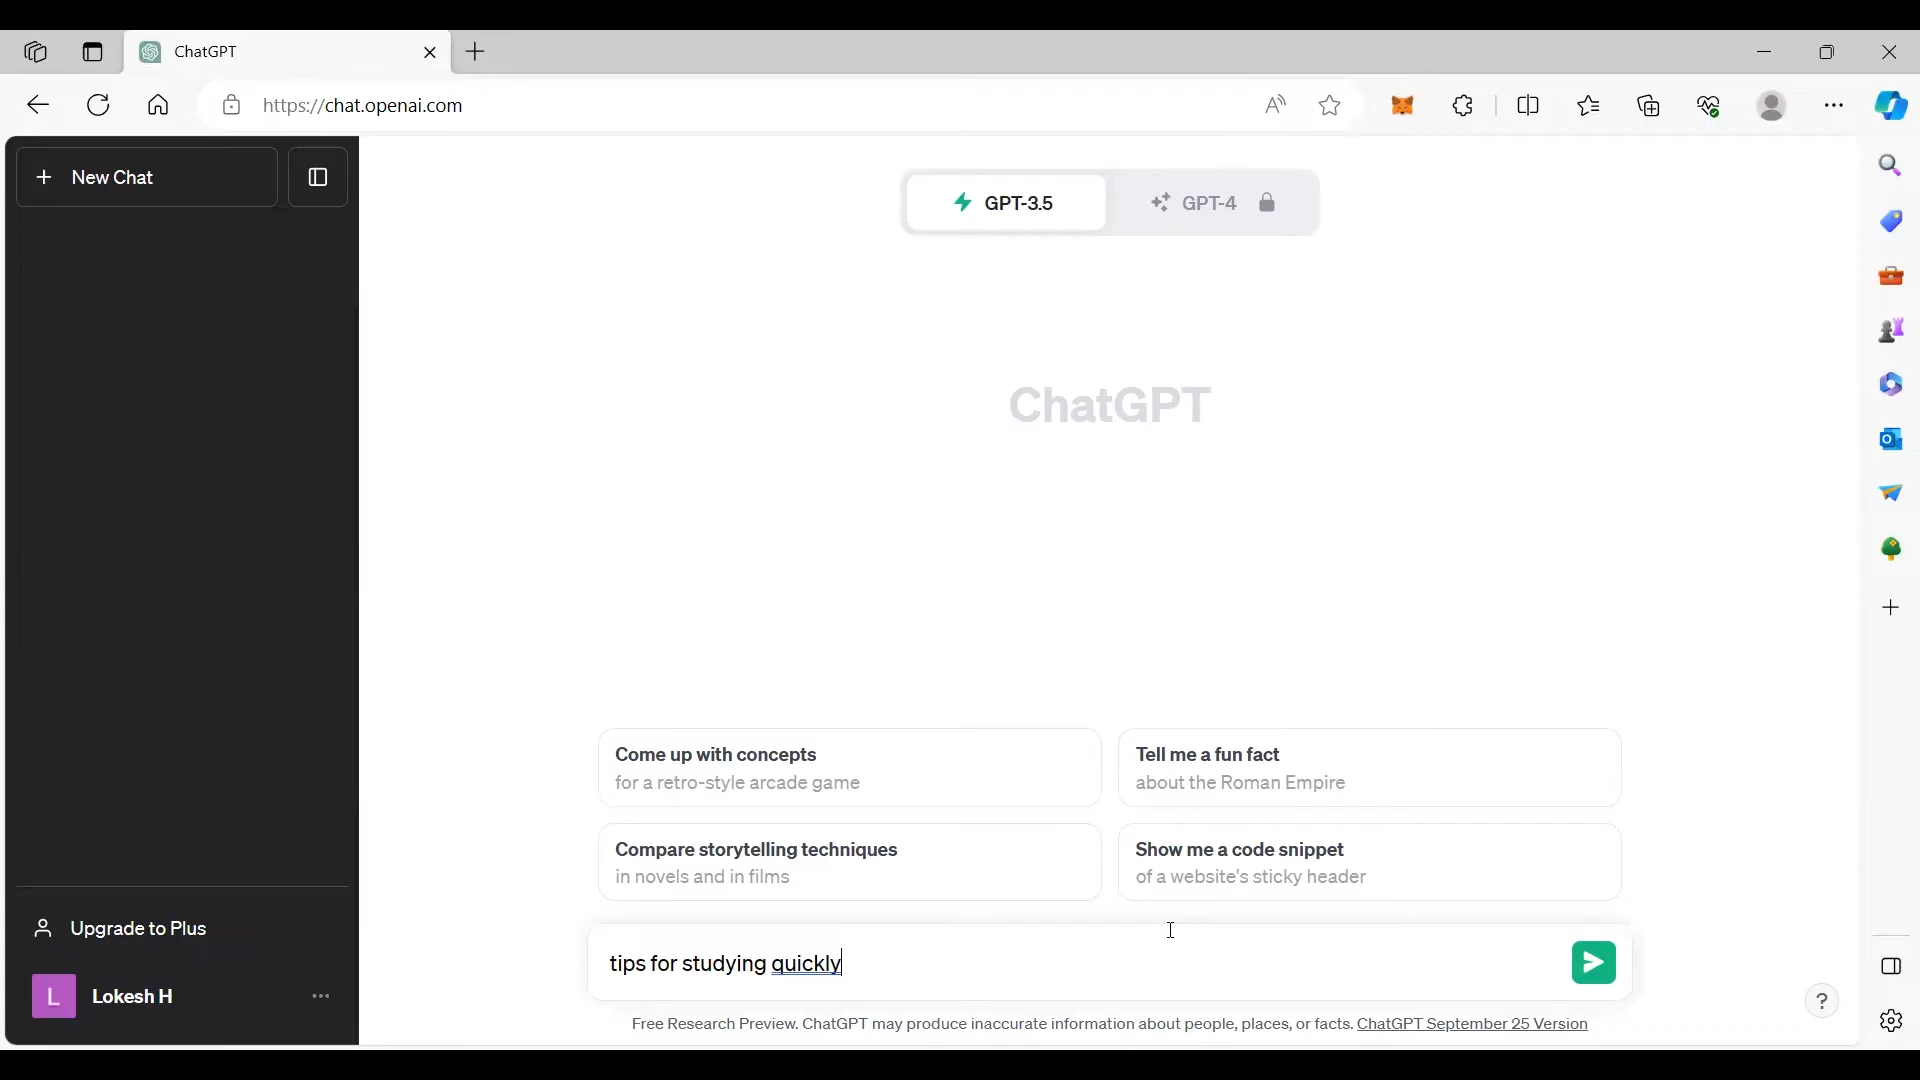 ChatGPT
https://chat.openai.com
New Chat
GPT-3.5
GPT-4
ChatGPT
Come up with concepts
for a retro-style arcade game
Tell me a fun fact
about the Roman Empire
Compare storytelling techniques
in novels and in films
Show me a code snippet
of a website's sticky header
Upgrade to Plus
tips for studying quickly
L
Lokesh H
?
Free Research Preview. ChatGPT may produce inaccurate information about people, places, or facts. ChatGPT September 25 Version